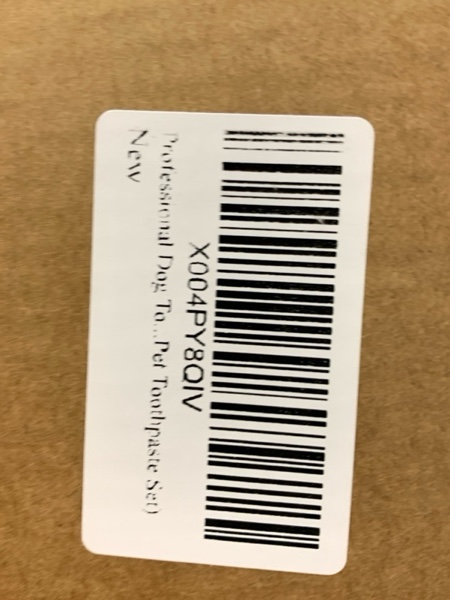 X004PY8QIV
Professional Dog To...Pet Toothpaste Set)
New